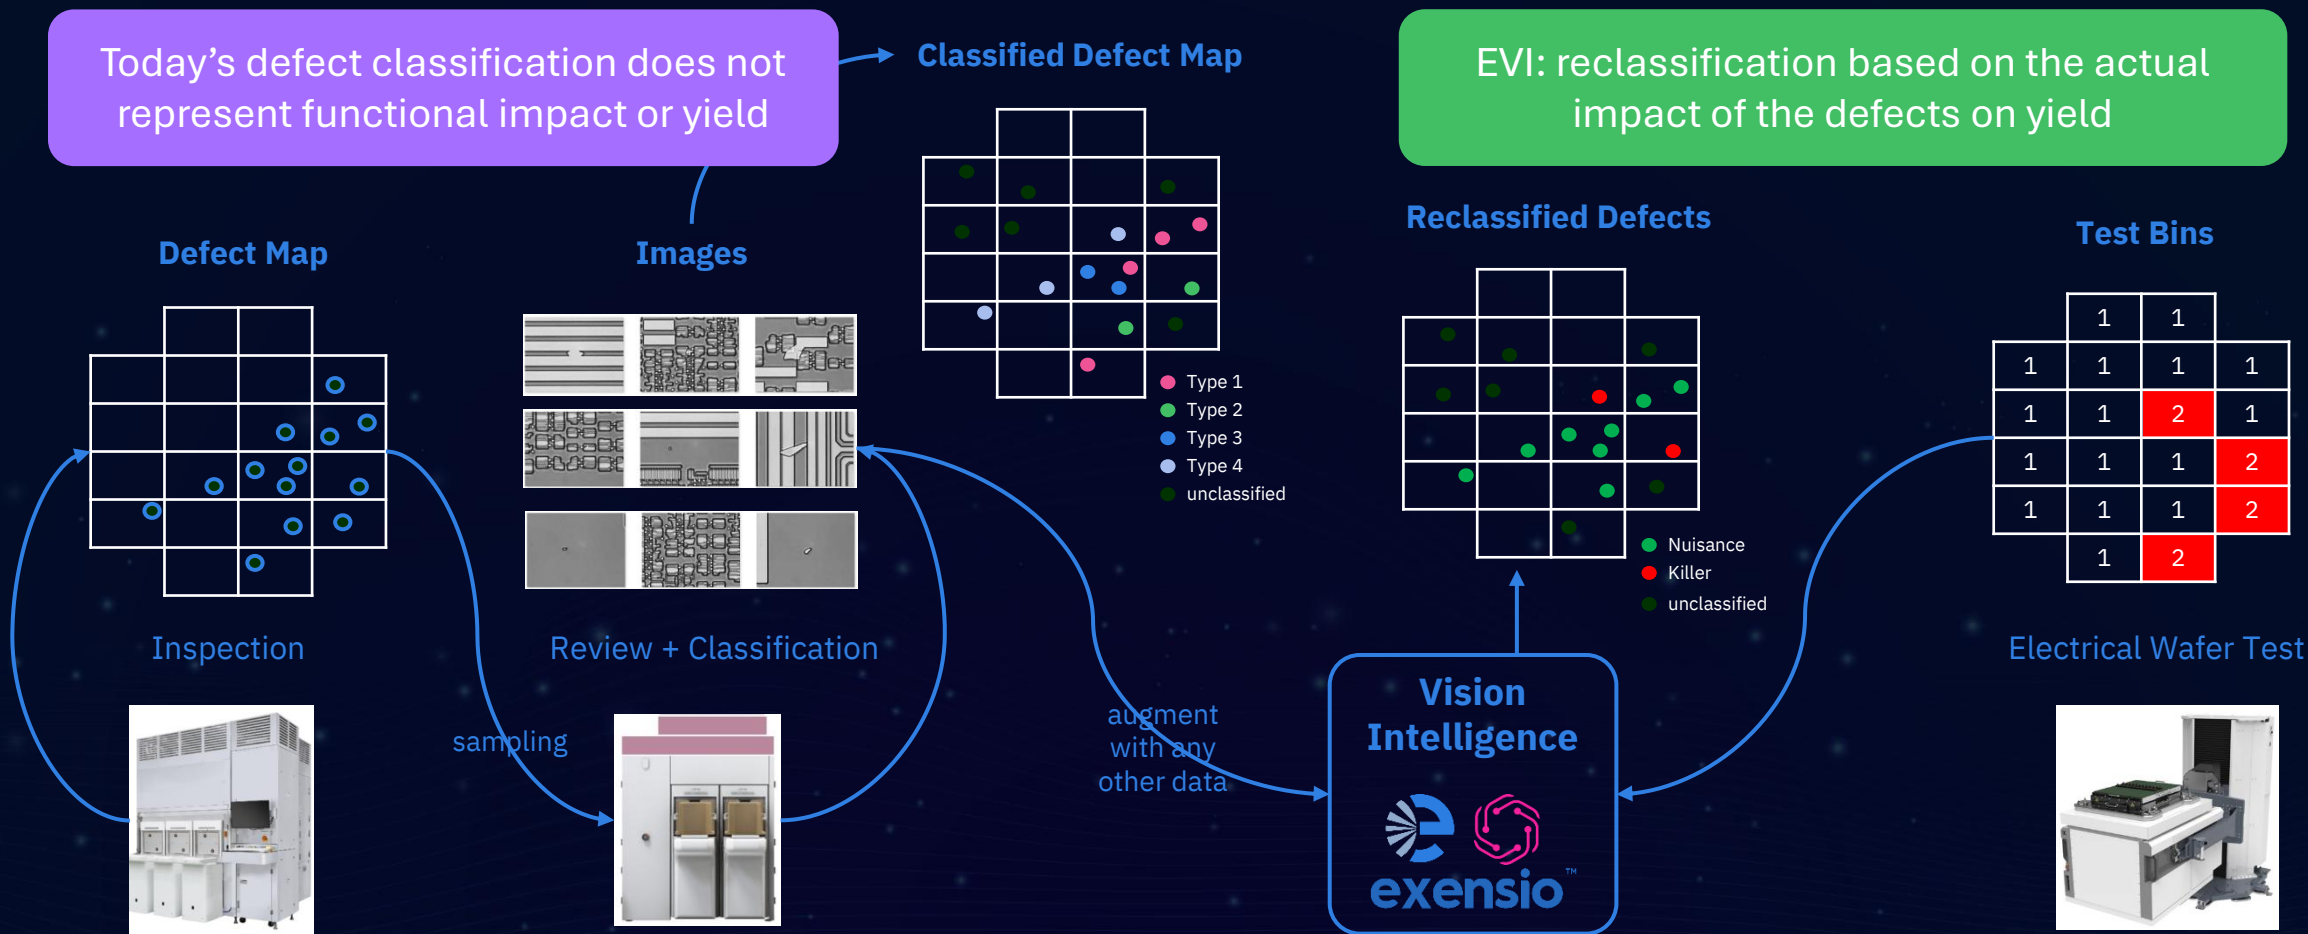 Today’s defect classification does not
represent functional impact or yield
Classified Defect Map
EVI: reclassification based on the actual
impact of the defects on yield
Defect Map
Images
Type 1
Type 2
Type 3
Type 4
unclassified
Reclassified Defects
Nuisance
Killer
unclassified
Test Bins
1 1
1 1 1 1
1 1 2 1
1 1 1 2
1 1 1 2
1 2
Inspection
Review + Classification
Electrical Wafer Test
sampling
augment
with any
other data
Vision
Intelligence
exensio™